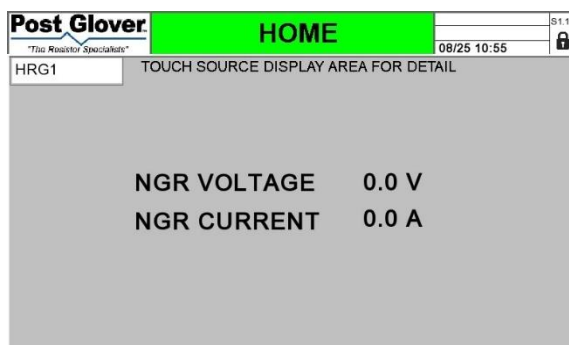 Post Glover
"The Resistor Specialists"
HOME
08/25 10:55
S1.1
HRG1
TOUCH SOURCE DISPLAY AREA FOR DETAIL
NGR VOLTAGE 0.0 V
NGR CURRENT 0.0 A